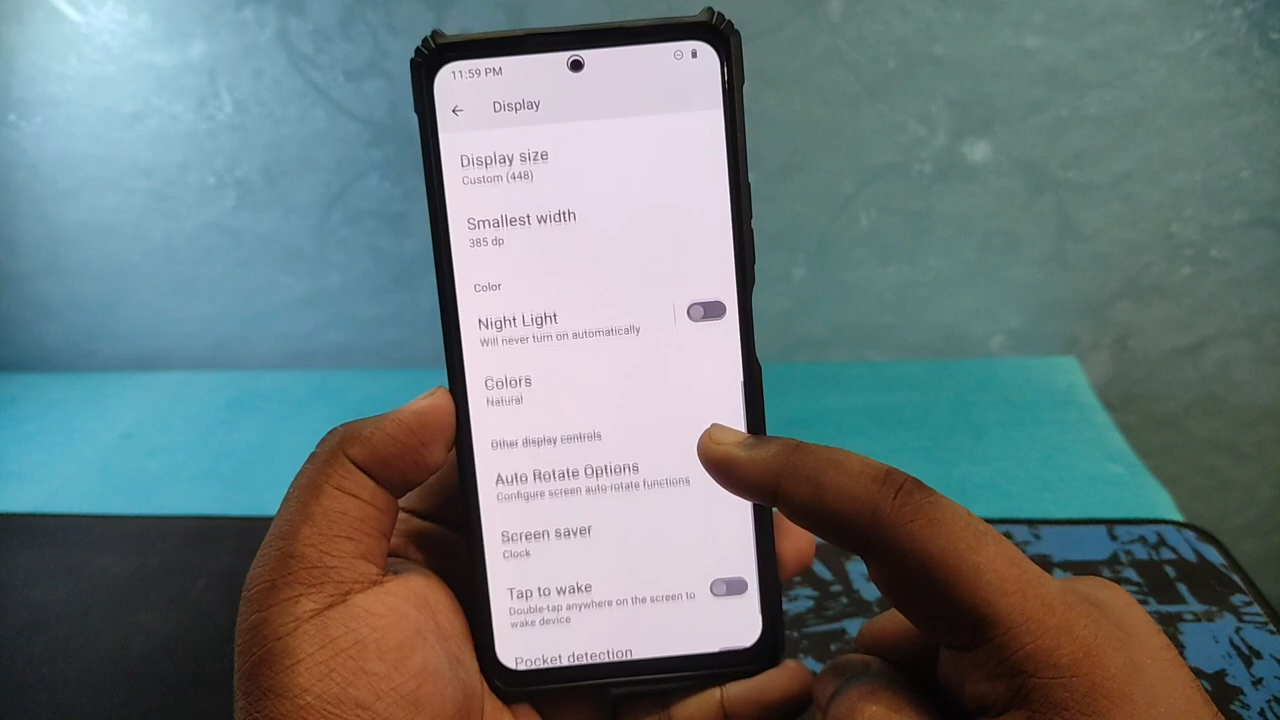 11:59 PM
Display
Display size
Custom (448)
Smallest width
385 dp
Color
Night Light
Will never turn on automatically
Colors
Natural
Other display controls
Auto Rotate Options
Configure screen auto-rotate functions
Screen saver
Clock
Tap to wake
Double-tap anywhere on the screen to
wake device
Pocket detection